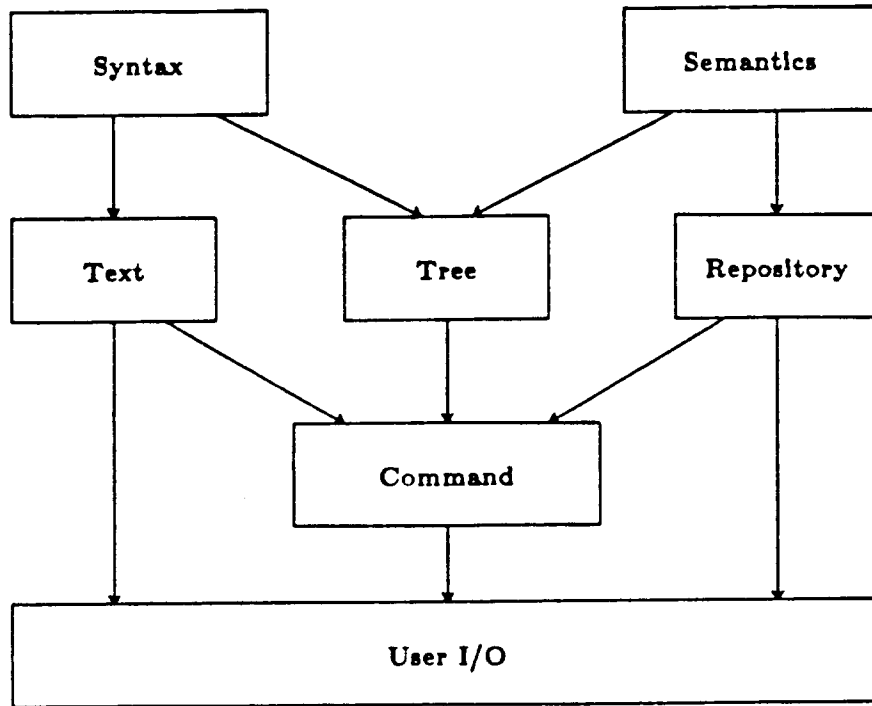 Syntax
Semantics
Text
Tree
Repository
Command
User I/O